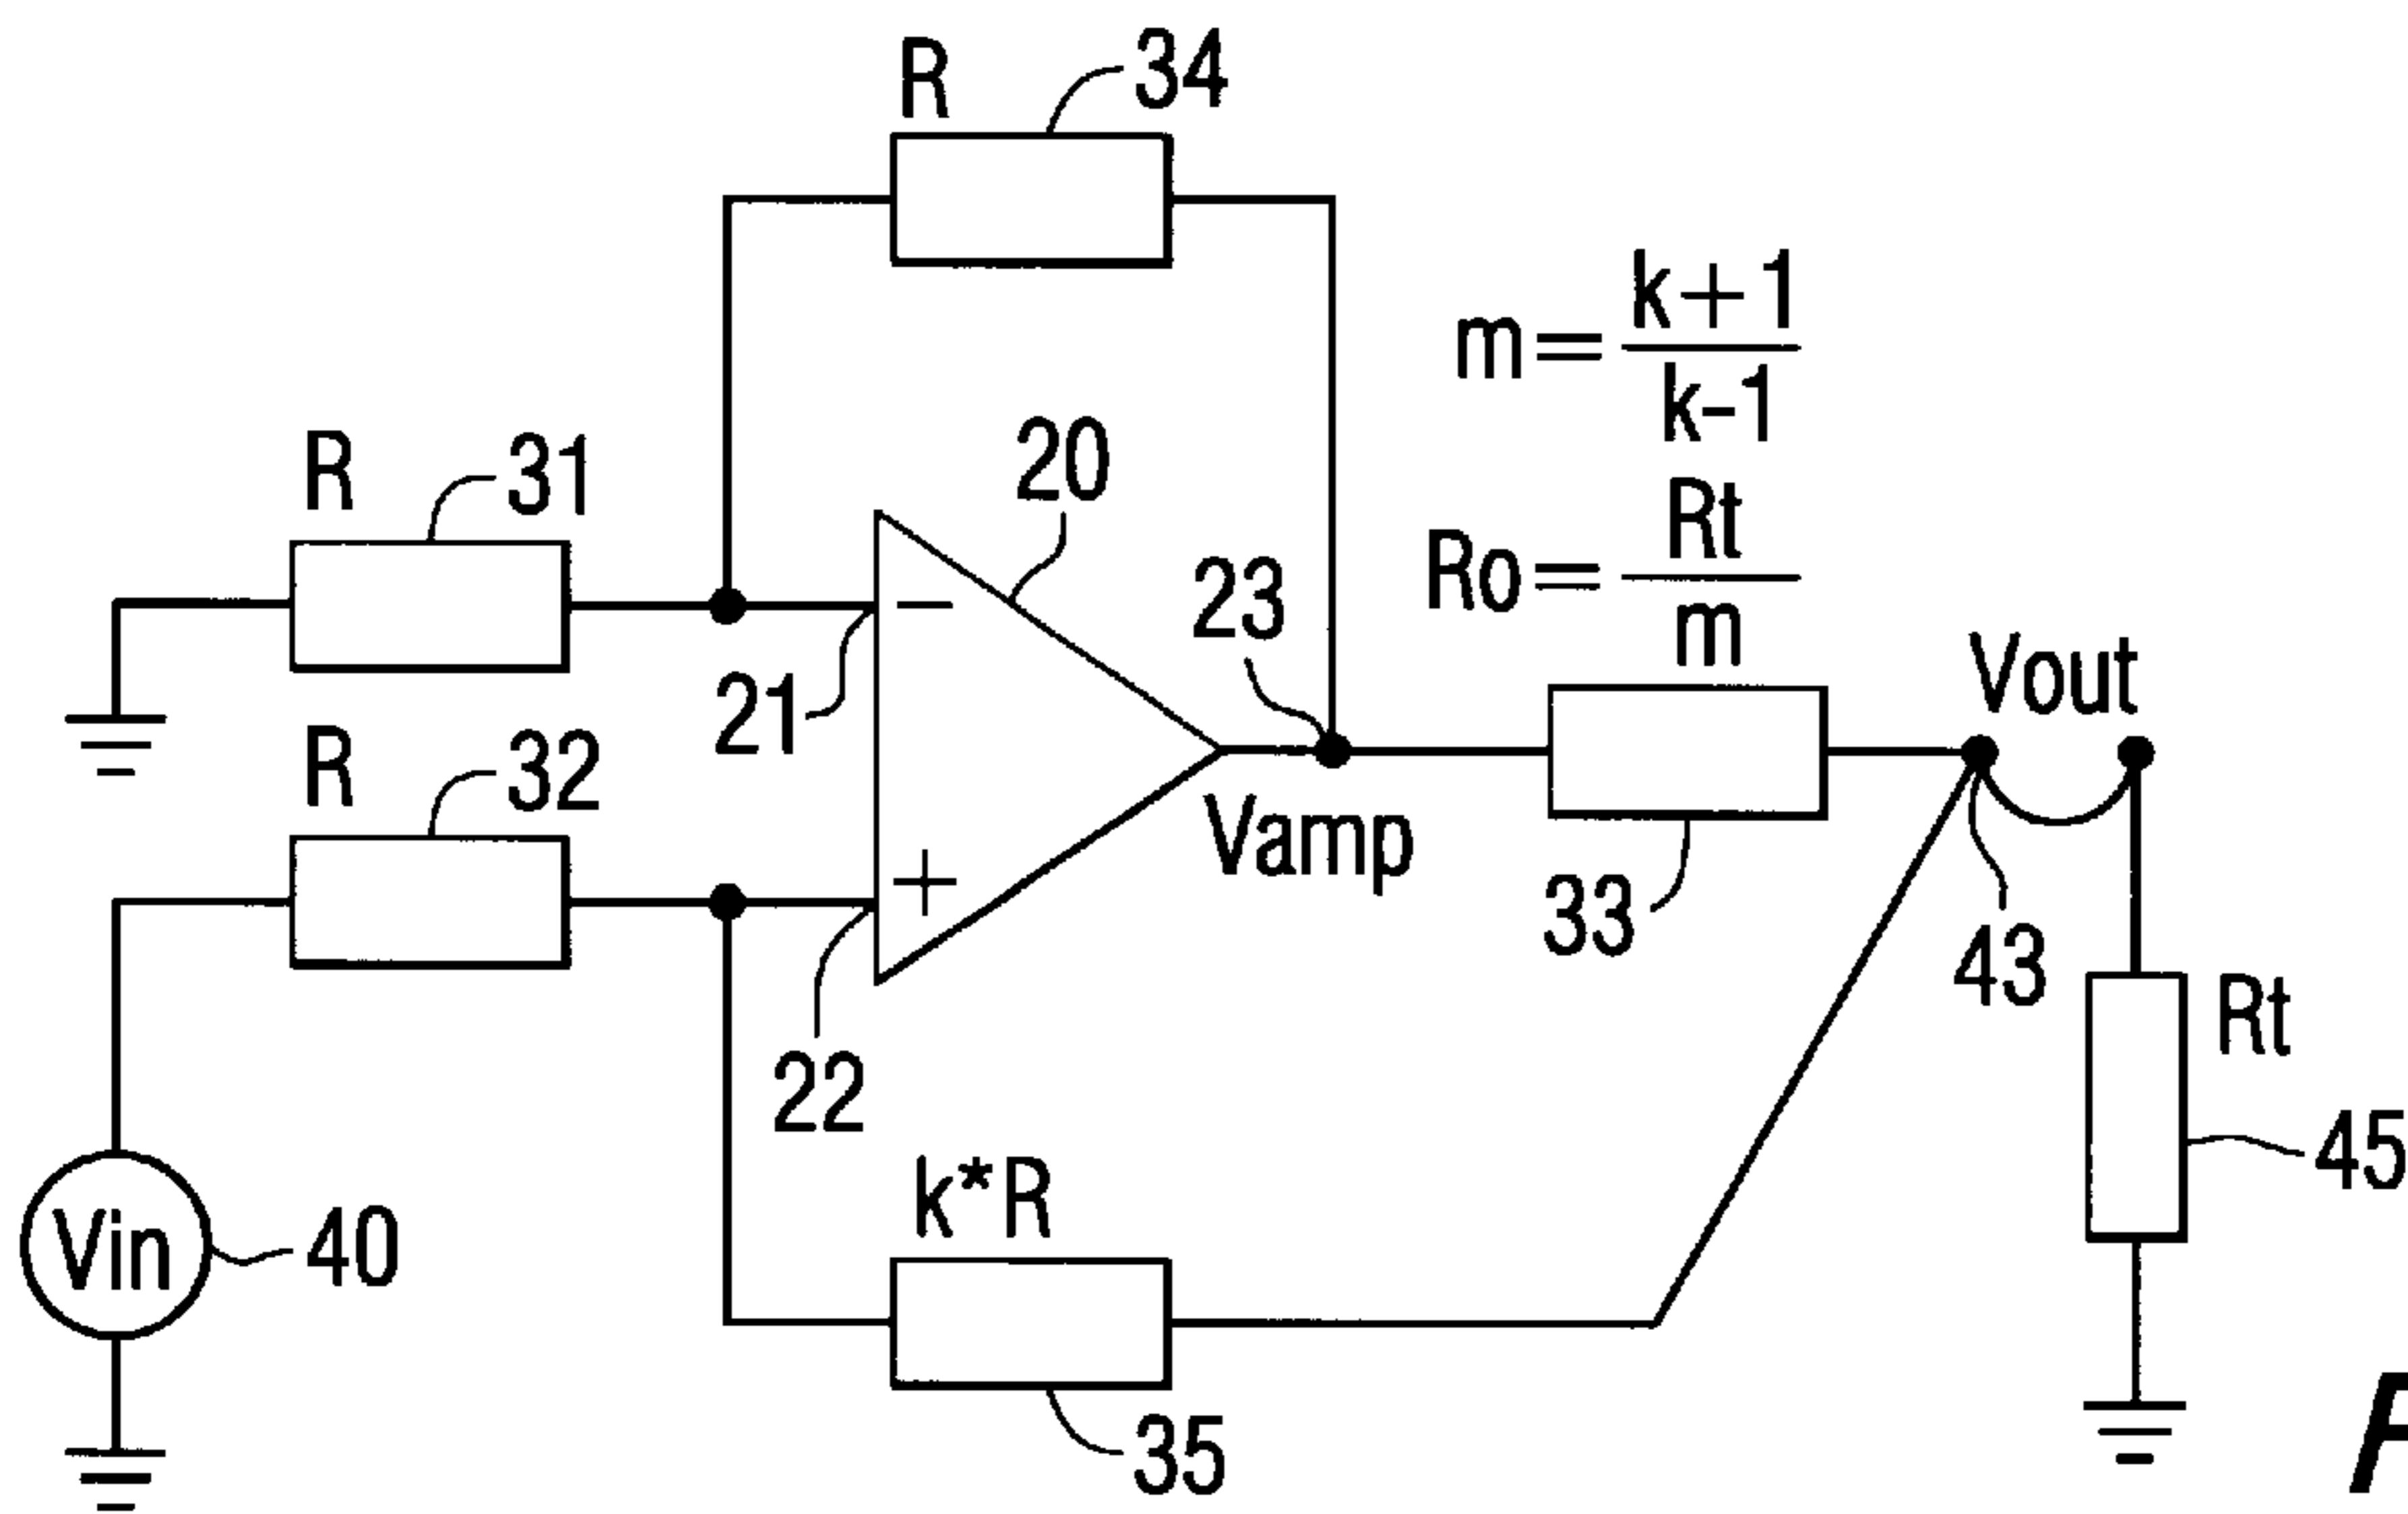 R
34
m=
k+1
k-1
R
31
20
23
Ro=
Rt
m
Vout
21
R
32
−
+
Vamp
33
43
Rt
45
22
k*R
Vin
40
35